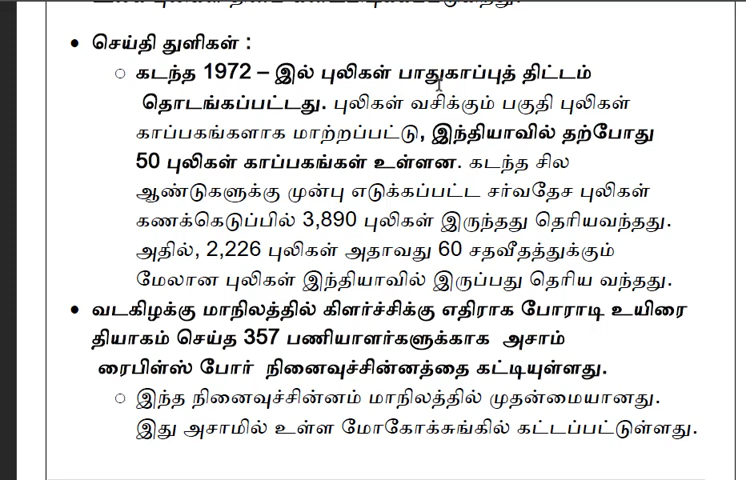 செய்தி துளிகள் :
கடந்த 1972 – இல் புலிகள் பாதுகாப்புத் திட்டம்
தொடங்கப்பட்டது. புலிகள் வசிக்கும் பகுதி புலிகள்
காப்பகங்களாக மாற்றப்பட்டு, இந்தியாவில் தற்போது
50 புலிகள் காப்பகங்கள் உள்ளன. கடந்த சில
ஆண்டுகளுக்கு முன்பு எடுக்கப்பட்ட சர்வதேச புலிகள்
கணக்கெடுப்பில் 3,890 புலிகள் இருந்தது தெரியவந்தது.
அதில், 2,226 புலிகள் அதாவது 60 சதவீதத்துக்கும்
மேலான புலிகள் இந்தியாவில் இருப்பது தெரிய வந்தது.
வடகிழக்கு மாநிலத்தில் கிளர்ச்சிக்கு எதிராக போராடி உயிரை
தியாகம் செய்த 357 பணியாளர்களுக்காக அசாம்
ரைபிள்ஸ் போர் நினைவுச்சின்னத்தை கட்டியுள்ளது.
இந்த நினைவுச்சின்னம் மாநிலத்தில் முதன்மையானது.
இது அசாமில் உள்ள மோகோக்சுங்கில் கட்டப்பட்டுள்ளது.